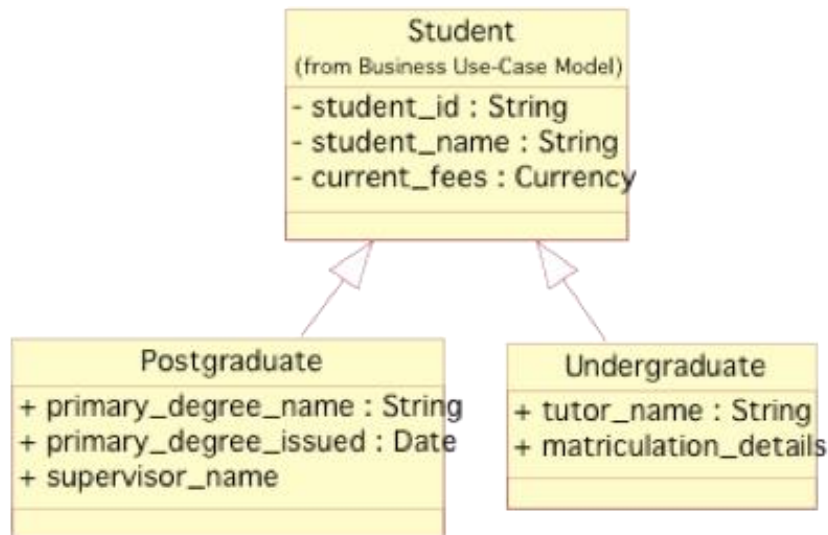 Student
(from Business Use-Case Model)
- student_id : String
- student_name : String
- current_fees : Currency
Postgraduate
+ primary_degree_name : String
+ primary_degree_issued : Date
+ supervisor_name
Undergraduate
+ tutor_name : String
+ matriculation_details